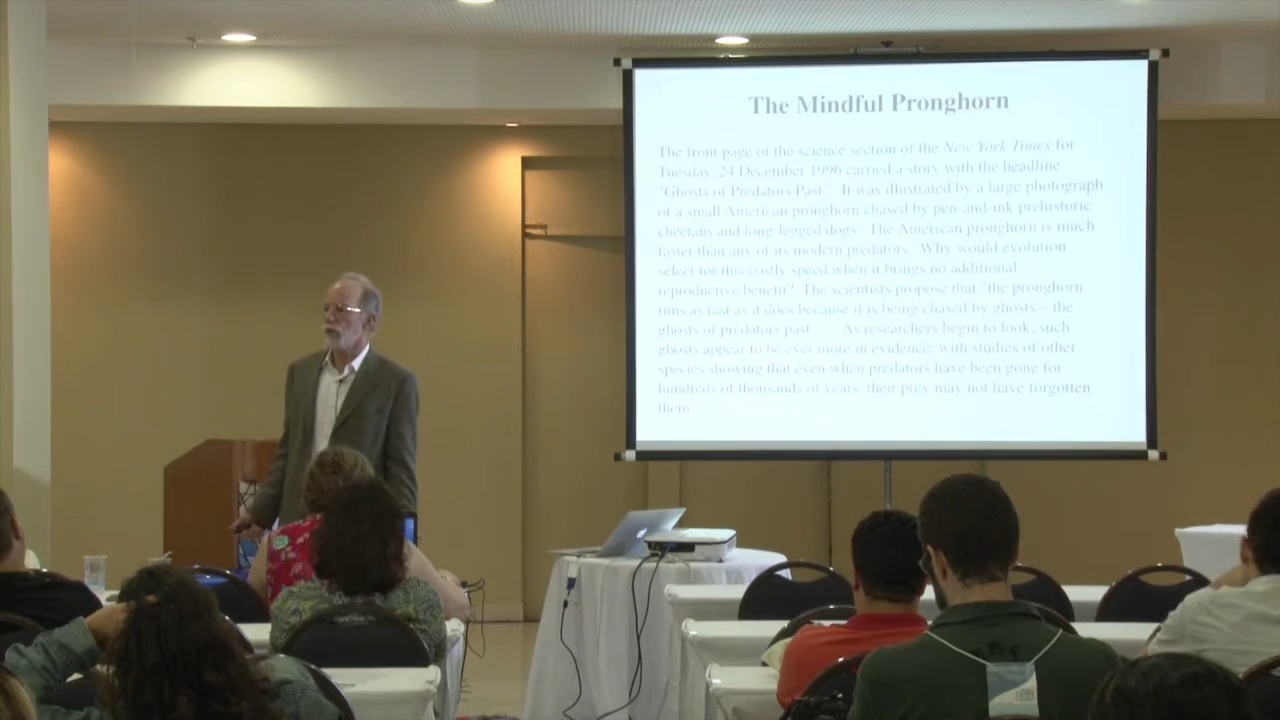 The Mindful Pronghorn
The front page of the science section of the New York Times for
Tuesday, 24 December 1996 carried a story with the headline
"Ghosts of Predators Past." It was illustrated by a large photograph
of a small American pronghorn chased by pen-and-ink prehistoric
cheetahs and long-legged dogs. The American pronghorn is much
faster than any of its modern predators. Why would evolution
select for this costly speed when it brings no additional
reproductive benefit? The scientists propose that "the pronghorn
runs as fast as it does because it is being chased by ghosts—the
ghosts of predators past As researchers begin to look, such
ghosts appear to be ever more in evidence, with studies of other
species showing that even when predators have been gone for
hundreds of thousands of years, their prey may not have forgotten
them